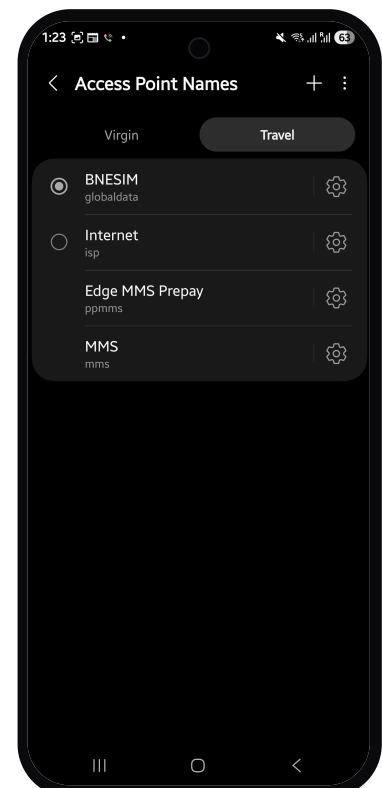 1:23 63
Access Point Names
Virgin Travel
BNESIM
globaldata
Internet
isp
Edge MMS Prepay
ppmms
MMS
mms